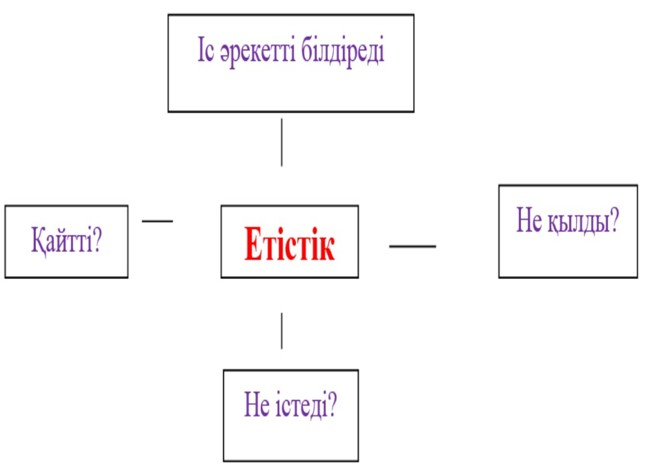 Іс әрекетті білдіреді
Қайтті?
Етістік
Не қылды?
Не істеді?